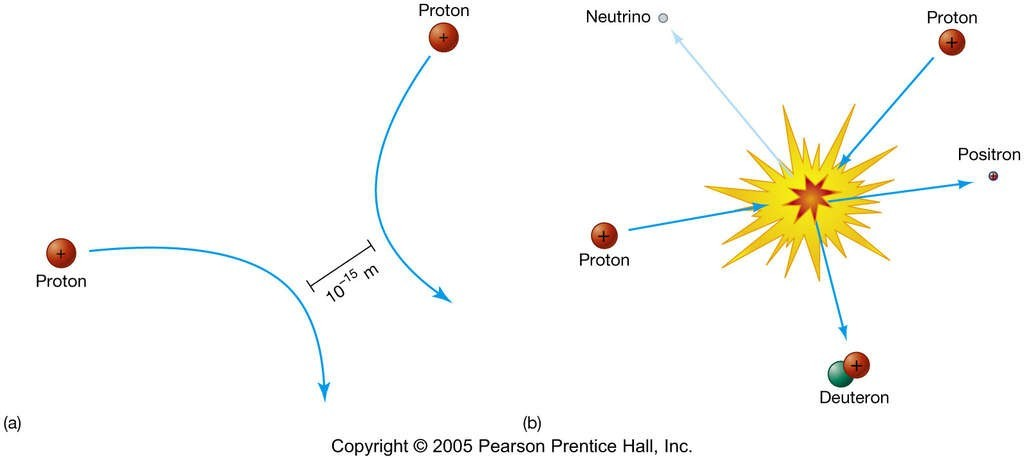 Proton
+
+
Proton
10⁻¹⁵ m
(a)
Neutrino
Proton
+
Positron
+
+
Proton
+
Deuteron
(b)
Copyright © 2005 Pearson Prentice Hall, Inc.